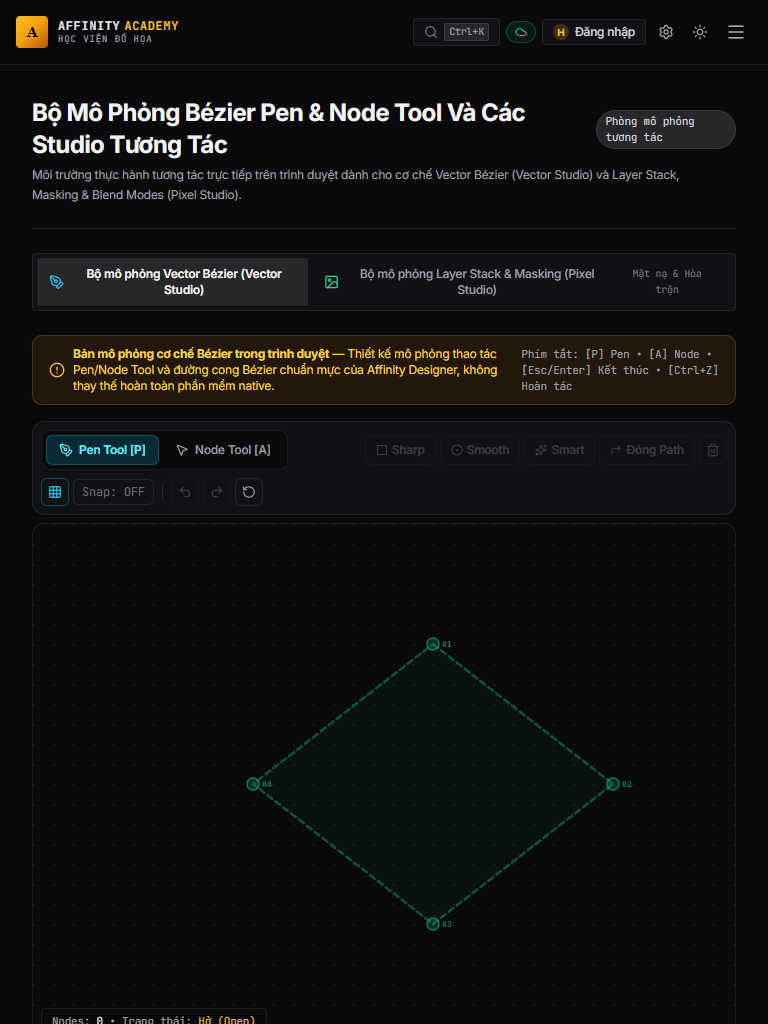 A
AFFINITY ACADEMY
HỌC VIỆN ĐỒ HỌA
Ctrl+K
H Đăng nhập
Bộ Mô Phỏng Bézier Pen & Node Tool Và Các
Studio Tương Tác
Phòng mô phỏng
tương tác
Môi trường thực hành tương tác trực tiếp trên trình duyệt dành cho cơ chế Vector Bézier (Vector Studio) và Layer Stack,
Masking & Blend Modes (Pixel Studio).
Bộ mô phỏng Vector Bézier (Vector
Studio)
Bộ mô phỏng Layer Stack & Masking (Pixel
Studio)
Mặt nạ & Hòa
trộn
Bản mô phỏng cơ chế Bézier trong trình duyệt — Thiết kế mô phỏng thao tác
Pen/Node Tool và đường cong Bézier chuẩn mực của Affinity Designer, không
thay thế hoàn toàn phần mềm native.
Phím tắt: [P] Pen • [A] Node •
[Esc/Enter] Kết thúc • [Ctrl+Z]
Hoàn tác
Pen Tool [P]
Node Tool [A]
Sharp
Smooth
Smart
Đóng Path
Snap: OFF
#1
#4
#2
#3
Nodes: 0 • Trạng thái: Hở (Open)